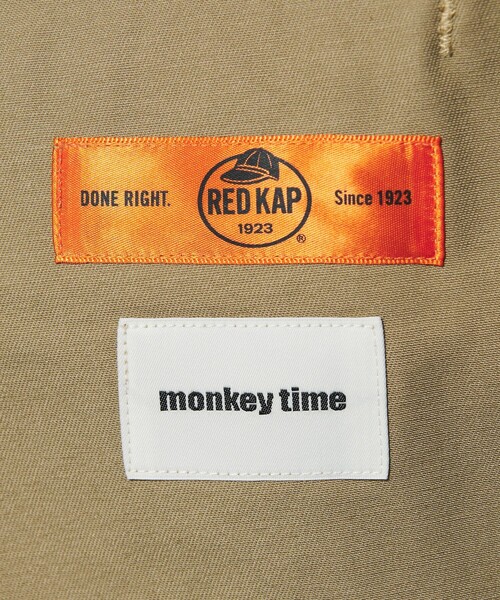 DONE RIGHT.
RED KAP
1923
®
Since 1923
monkey time